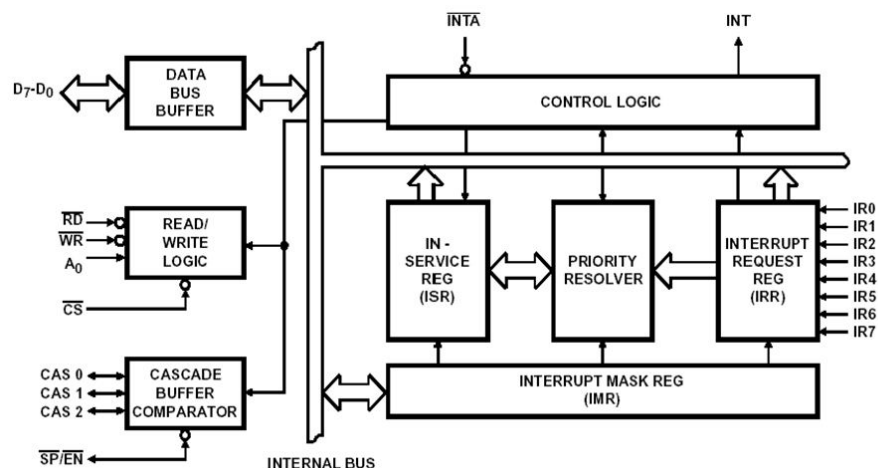 INTA
INT
D7-D0
DATA
BUS
BUFFER
CONTROL LOGIC
RD
WR
A0
READ/
WRITE
LOGIC
CS
IN -
SERVICE
REG
(ISR)
PRIORITY
RESOLVER
INTERRUPT
REQUEST
REG
(IRR)
IR0
IR1
IR2
IR3
IR4
IR5
IR6
IR7
CAS 0
CAS 1
CAS 2
CASCADE
BUFFER
COMPARATOR
INTERRUPT MASK REG
(IMR)
SP/EN
INTERNAL BUS